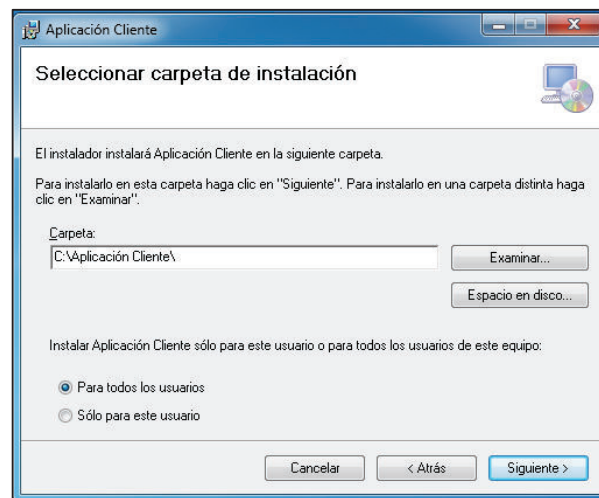 Aplicación Cliente
Seleccionar carpeta de instalación
El instalador instalará Aplicación Cliente en la siguiente carpeta.
Para instalarlo en esta carpeta haga clic en "Siguiente". Para instalarlo en una carpeta distinta haga
clic en "Examinar".
Carpeta:
C:\Aplicación Cliente\
Examinar...
Espacio en disco...
Instalar Aplicación Cliente sólo para este usuario o para todos los usuarios de este equipo:
Para todos los usuarios
Sólo para este usuario
Cancelar
< Atrás
Siguiente >